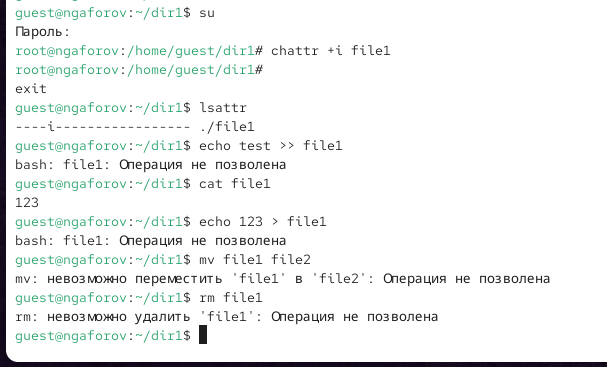 guest@ngaforov:~/dir1$ su
Пароль:
root@ngaforov:/home/guest/dir1# chattr +i file1
root@ngaforov:/home/guest/dir1#
exit
guest@ngaforov:~/dir1$ lsattr
----i----------------- ./file1
guest@ngaforov:~/dir1$ echo test >> file1
bash: file1: Операция не позволена
guest@ngaforov:~/dir1$ cat file1
123
guest@ngaforov:~/dir1$ echo 123 > file1
bash: file1: Операция не позволена
guest@ngaforov:~/dir1$ mv file1 file2
mv: невозможно переместить 'file1' в 'file2': Операция не позволена
guest@ngaforov:~/dir1$ rm file1
rm: невозможно удалить 'file1': Операция не позволена
guest@ngaforov:~/dir1$